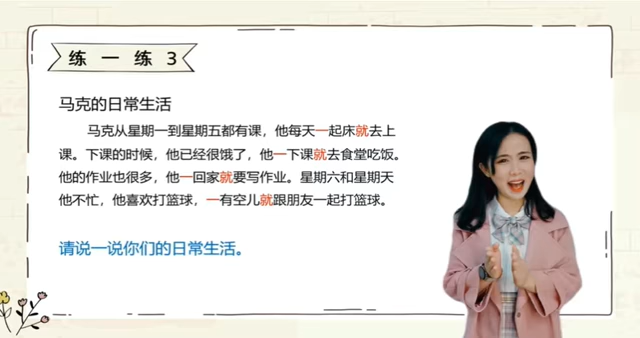 练 一 练 3
马克的日常生活
马克从星期一到星期五都有课，他每天一起床就去上
课。下课的时候，他已经很饿了，他一下课就去食堂吃饭。
他的作业也很多，他一回家就要写作业。星期六和星期天
他不忙，他喜欢打篮球，一有空儿就跟朋友一起打篮球。
请说一说你们的日常生活。